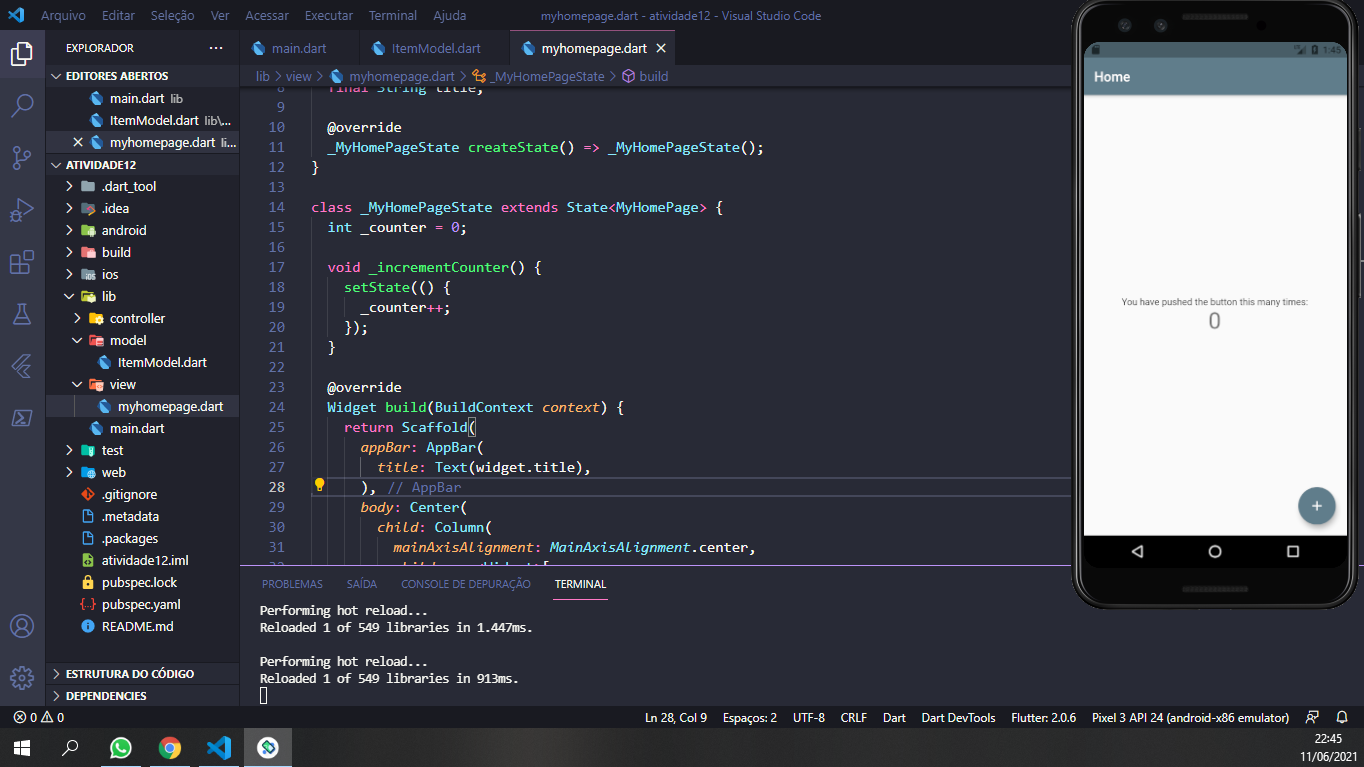 Arquivo Editar Seleção Ver Acessar Executar Terminal Ajuda
myhomepage.dart - atividade12 - Visual Studio Code
EXPLORADOR
EDITORES ABERTOS
main.dart lib
ItemModel.dart lib\...
myhomepage.dart li...
ATIVIDADE12
.dart_tool
.idea
android
build
ios
lib
controller
model
ItemModel.dart
view
myhomepage.dart
main.dart
test
web
.gitignore
.metadata
.packages
atividade12.iml
pubspec.lock
pubspec.yaml
README.md
ESTRUTURA DO CÓDIGO
DEPENDENCIES
main.dart
ItemModel.dart
myhomepage.dart
lib > view > myhomepage.dart > _MyHomePageState > build
8 final String title;
9
10 @override
11 _MyHomePageState createState() => _MyHomePageState();
12 }
13
14 class _MyHomePageState extends State<MyHomePage> {
15 int _counter = 0;
16
17 void _incrementCounter() {
18 setState(() {
19 _counter++;
20 });
21 }
22
23 @override
24 Widget build(BuildContext context) {
25 return Scaffold(
26 appBar: AppBar(
27 title: Text(widget.title),
28 ), // AppBar
29 body: Center(
30 child: Column(
31 mainAxisAlignment: MainAxisAlignment.center,
PROBLEMAS SAÍDA CONSOLE DE DEPURAÇÃO TERMINAL
Performing hot reload...
Reloaded 1 of 549 libraries in 1.447ms.
Performing hot reload...
Reloaded 1 of 549 libraries in 913ms.
1:45
Home
You have pushed the button this many times:
0
+
0 0
Ln 28, Col 9 Espaços: 2 UTF-8 CRLF Dart Dart DevTools Flutter: 2.0.6 Pixel 3 API 24 (android-x86 emulator)
22:45
11/06/2021